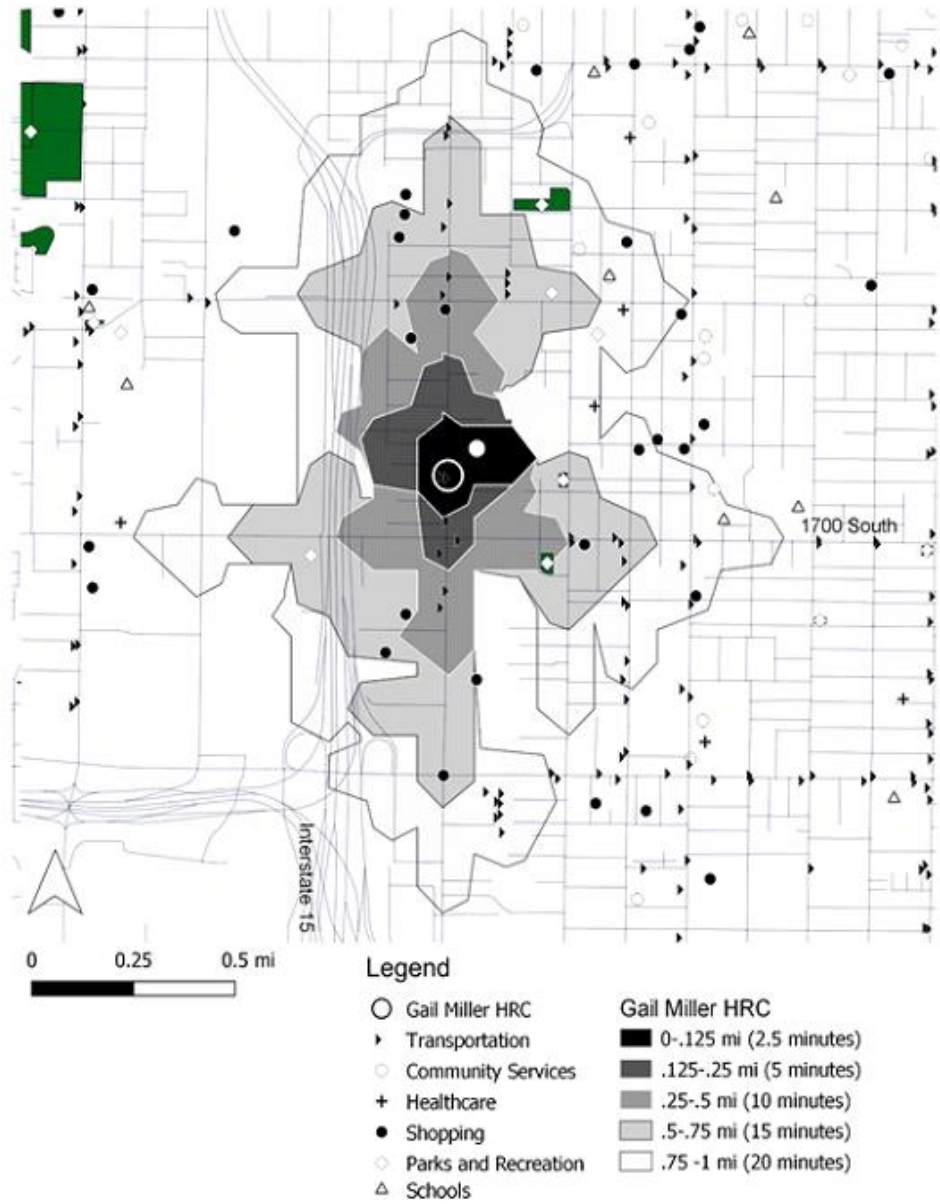 1700 South
Interstate 15
0 0.25 0.5 mi
Legend
Gail Miller HRC
Transportation
Community Services
Healthcare
Shopping
Parks and Recreation
Schools
Gail Miller HRC
0-.125 mi (2.5 minutes)
.125-.25 mi (5 minutes)
.25-.5 mi (10 minutes)
.5-.75 mi (15 minutes)
.75 -1 mi (20 minutes)